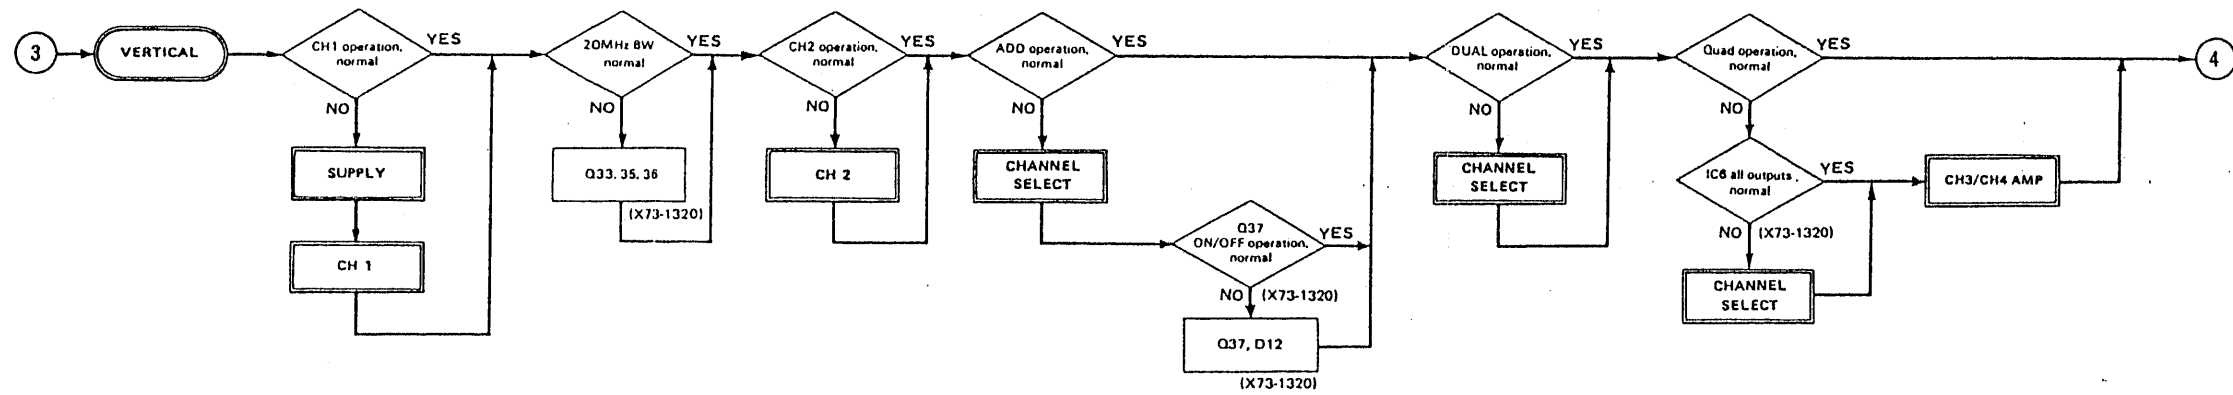 3
VERTICAL
CH1 operation,
normal
YES
NO
SUPPLY
CH 1
20MHz BW
normal
YES
NO
Q33, 35, 36
(X73-1320)
CH2 operation,
normal
YES
NO
CH 2
ADD operation,
normal
YES
NO
CHANNEL
SELECT
Q37
ON/OFF operation,
normal
YES
NO
(X73-1320)
Q37, D12
(X73-1320)
DUAL operation,
normal
YES
NO
CHANNEL
SELECT
Quad operation,
normal
YES
NO
IC6 all outputs,
normal
YES
NO
(X73-1320)
CHANNEL
SELECT
CH3/CH4 AMP
4